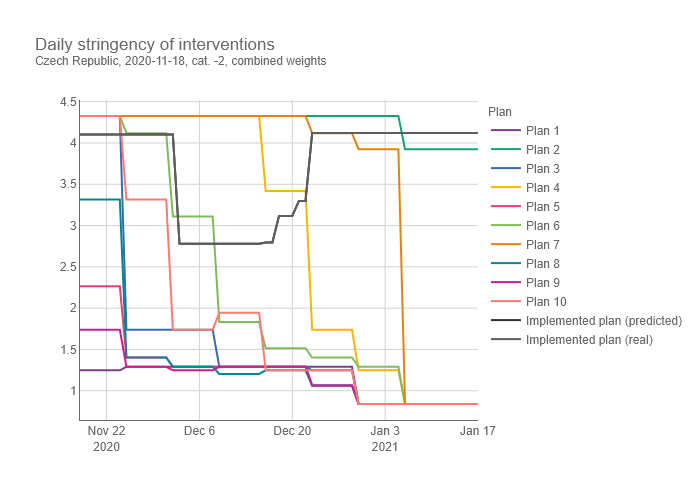 Daily stringency of interventions
Czech Republic, 2020-11-18, cat. -2, combined weights
4.5
4
3.5
3
2.5
2
1.5
1
Nov 22
2020
Dec 6
Dec 20
Jan 3
2021
Jan 17
Plan
Plan 1
Plan 2
Plan 3
Plan 4
Plan 5
Plan 6
Plan 7
Plan 8
Plan 9
Plan 10
Implemented plan (predicted)
Implemented plan (real)